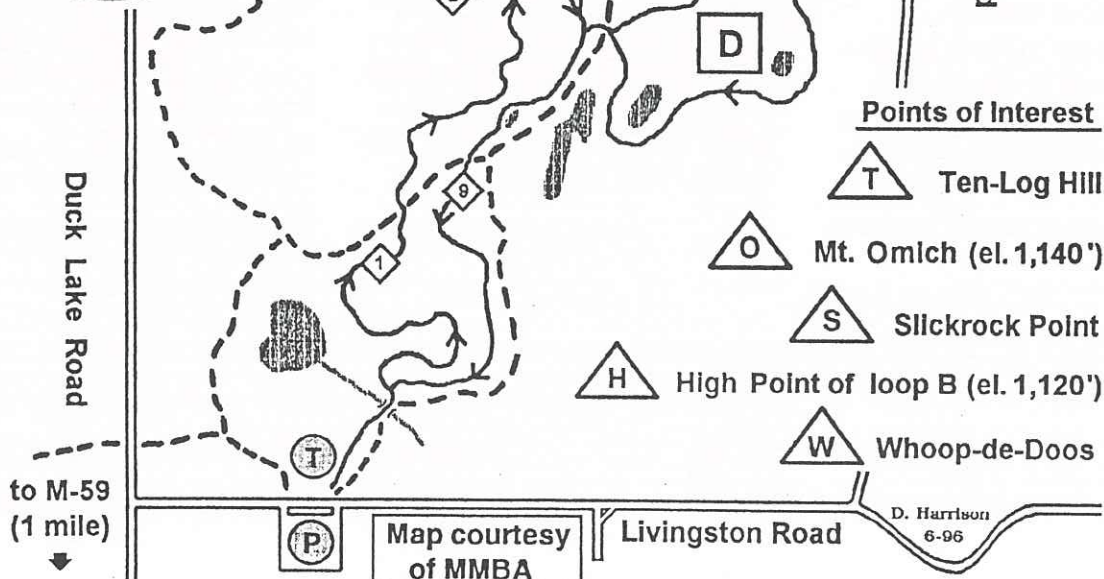 D
Points of Interest
T Ten-Log Hill
O Mt. Omich (el. 1,140')
S Slickrock Point
H High Point of loop B (el. 1,120')
W Whoop-de-Doos
9
1
Duck Lake Road
T
to M-59
(1 mile)
P
Map courtesy
of MMBA
Livingston Road
D. Harrison
6-96